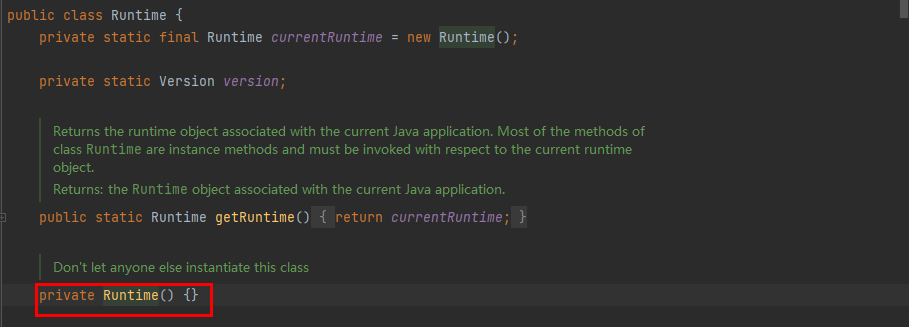 public class Runtime {
private static final Runtime currentRuntime = new Runtime();
private static Version version;
Returns the runtime object associated with the current Java application. Most of the methods of
class Runtime are instance methods and must be invoked with respect to the current runtime
object.
Returns: the Runtime object associated with the current Java application.
public static Runtime getRuntime() { return currentRuntime; }
Don't let anyone else instantiate this class
private Runtime() {}